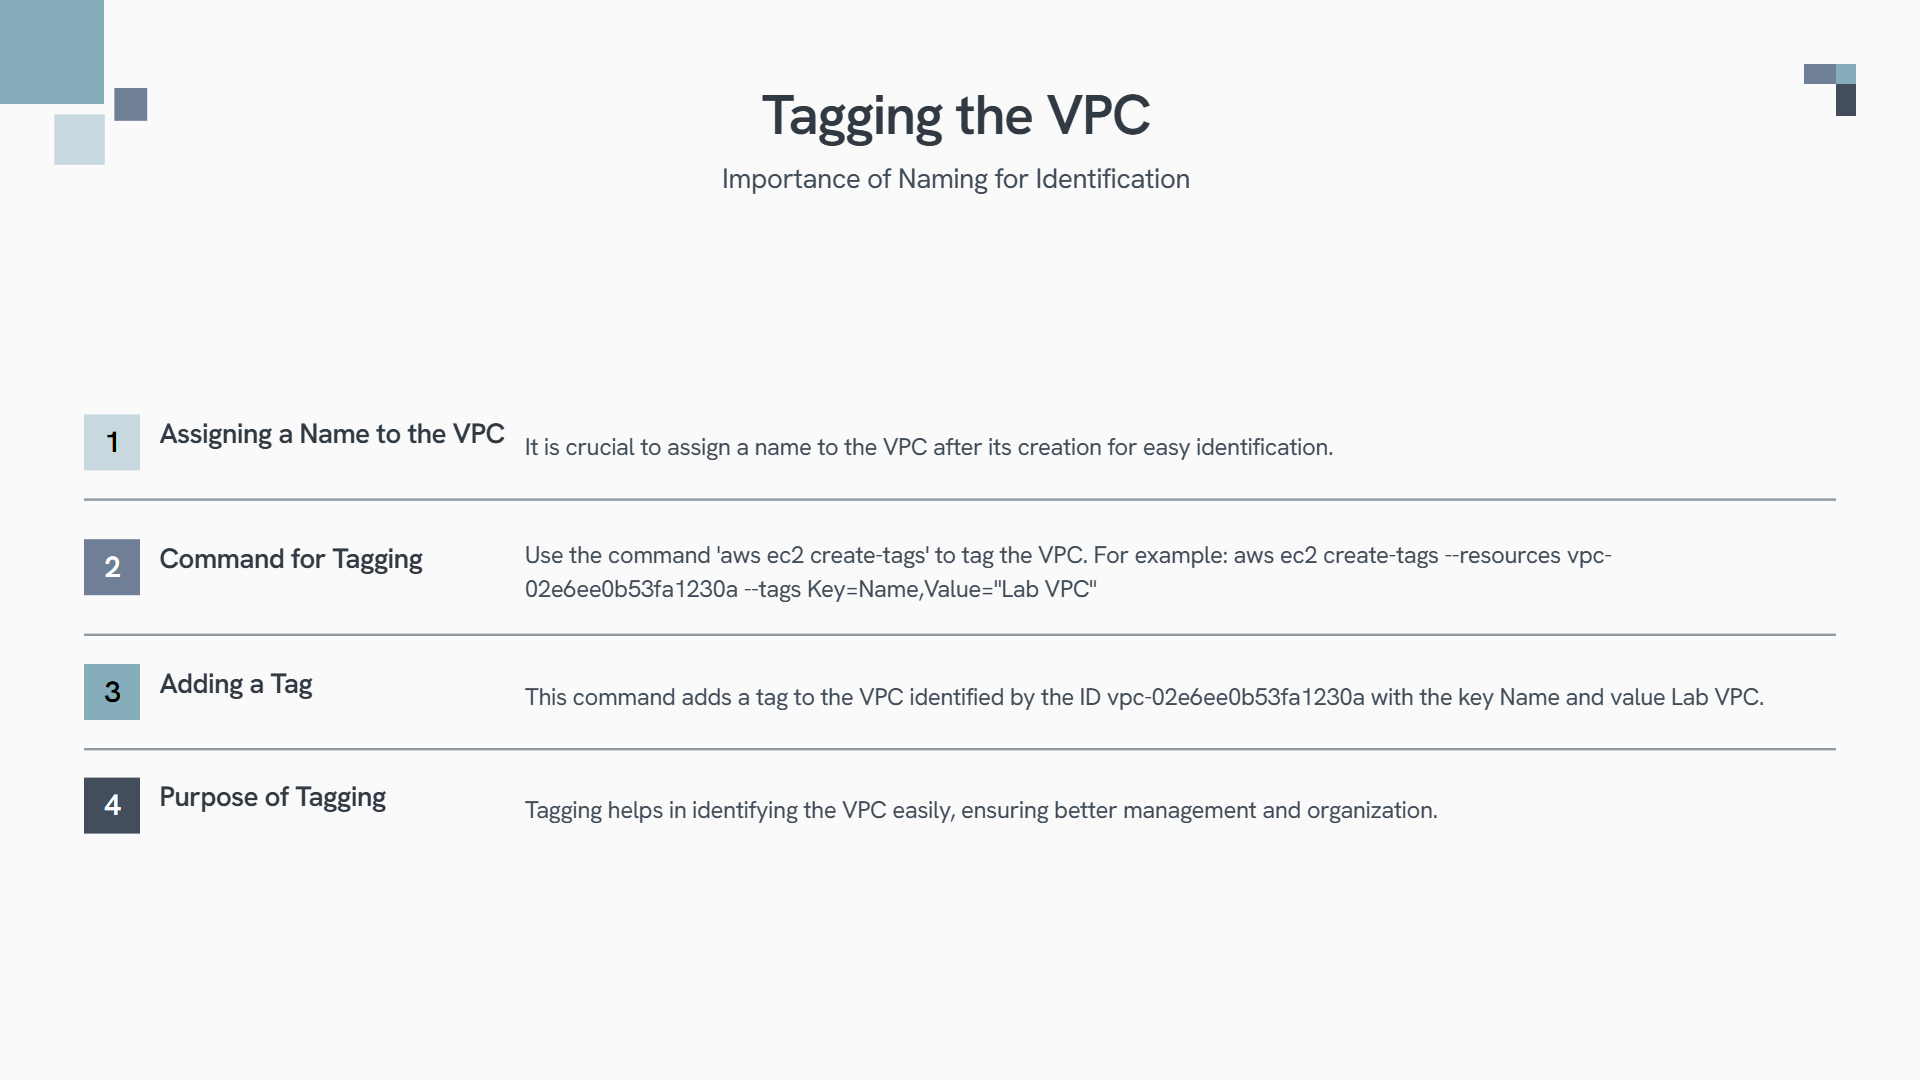 Tagging the VPC
Importance of Naming for Identification
1
Assigning a Name to the VPC
It is crucial to assign a name to the VPC after its creation for easy identification.
2
Command for Tagging
Use the command 'aws ec2 create-tags' to tag the VPC. For example: aws ec2 create-tags --resources vpc-
02e6ee0b53fa1230a --tags Key=Name,Value="Lab VPC"
3
Adding a Tag
This command adds a tag to the VPC identified by the ID vpc-02e6ee0b53fa1230a with the key Name and value Lab VPC.
4
Purpose of Tagging
Tagging helps in identifying the VPC easily, ensuring better management and organization.